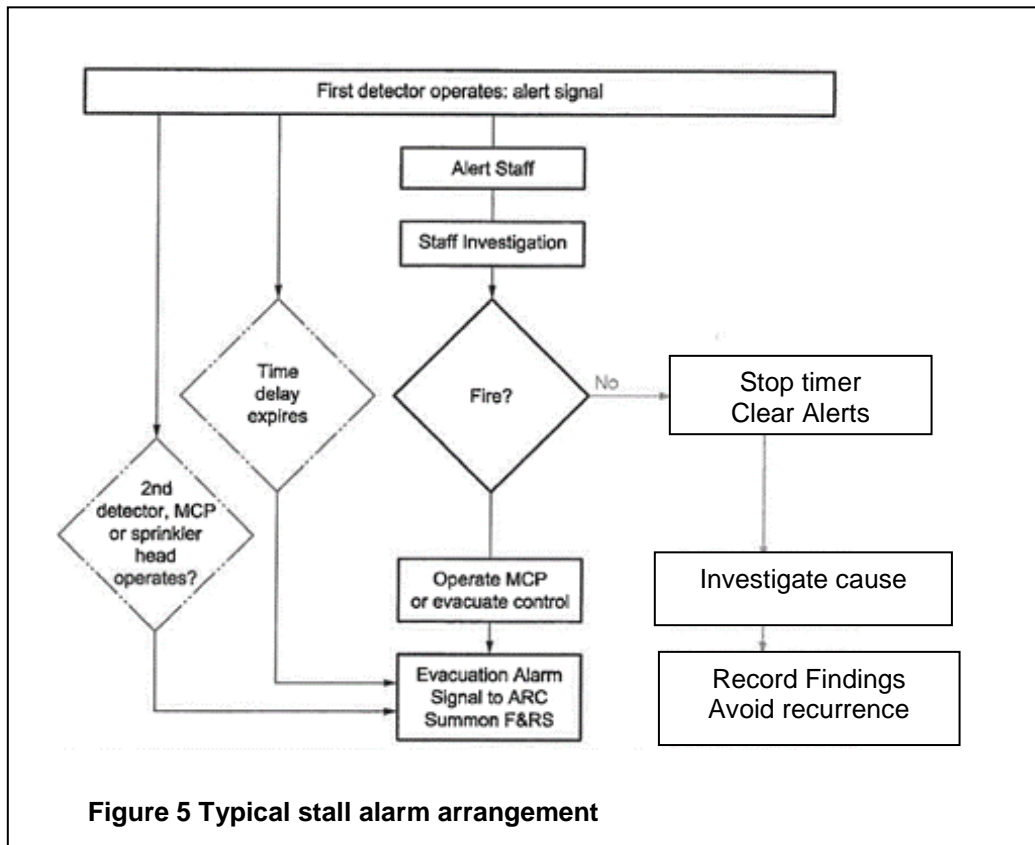 First detector operates: alert signal
Alert Staff
Staff Investigation
Time
delay
expires
Fire?
No
Stop timer
Clear Alerts
2nd
detector, MCP
or sprinkler
head
operates?
Operate MCP
or evacuate control
Investigate cause
Evacuation Alarm
Signal to ARC
Summon F&RS
Record Findings
Avoid recurrence
Figure 5 Typical stall alarm arrangement